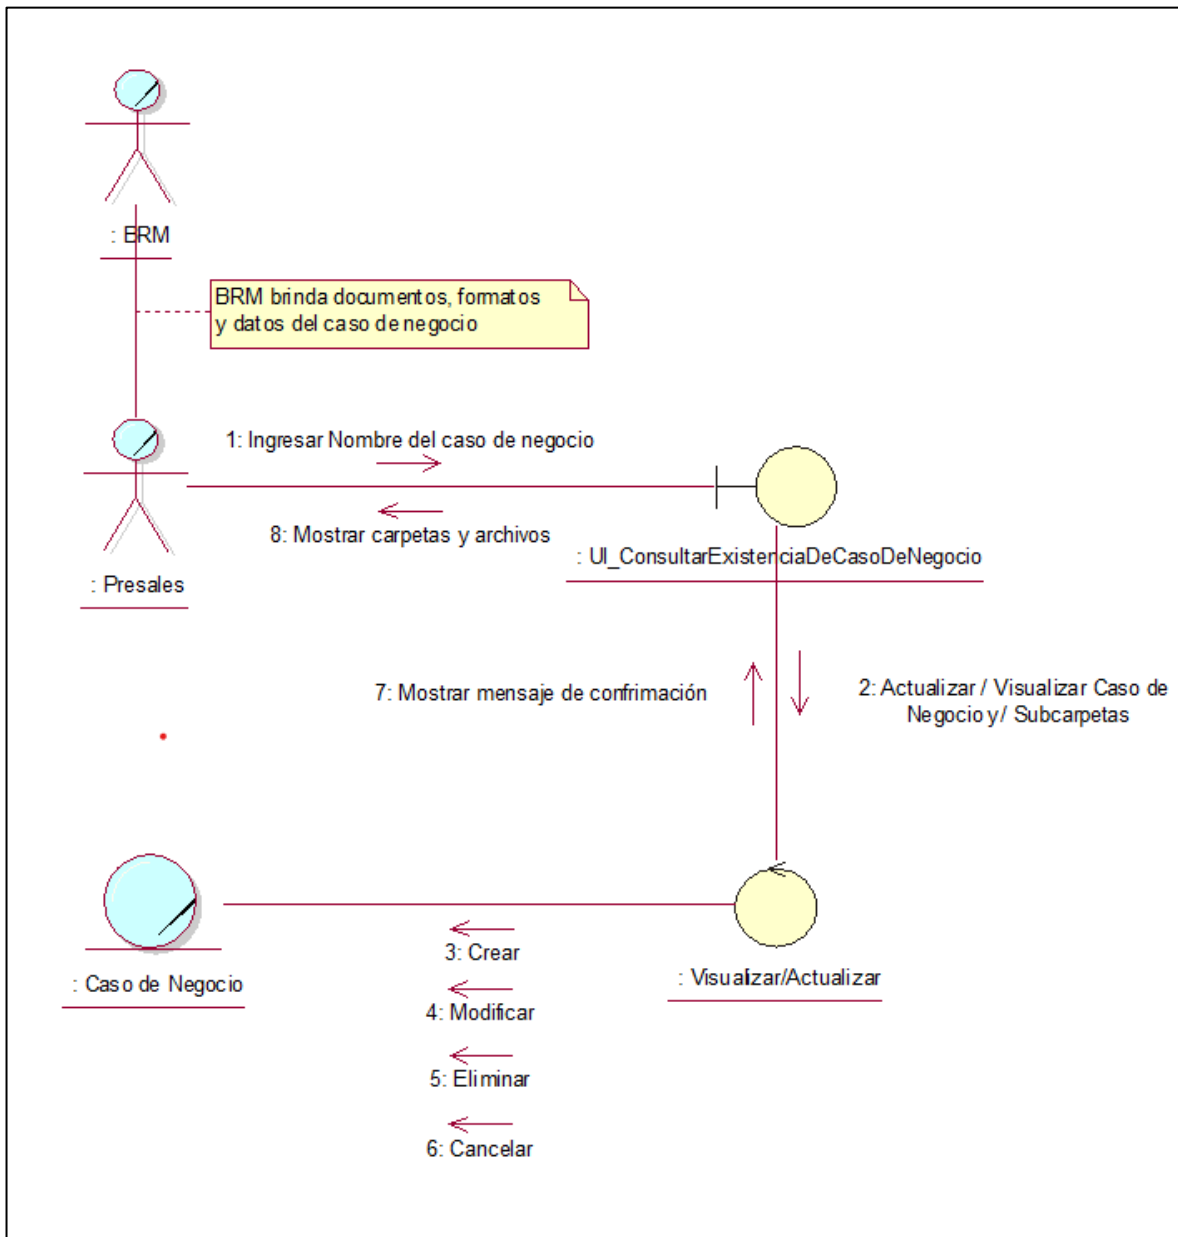 : BRM
BRM brinda documentos, formatos
y datos del caso de negocio
1: Ingresar Nombre del caso de negocio
8: Mostrar carpetas y archivos
: Presales
: UI_ConsultarExistenciaDeCasoDeNegocio
7: Mostrar mensaje de confrimación
2: Actualizar / Visualizar Caso de
Negocio y/ Subcarpetas
: Caso de Negocio
3: Crear
: Visualizar/Actualizar
4: Modificar
5: Eliminar
6: Cancelar